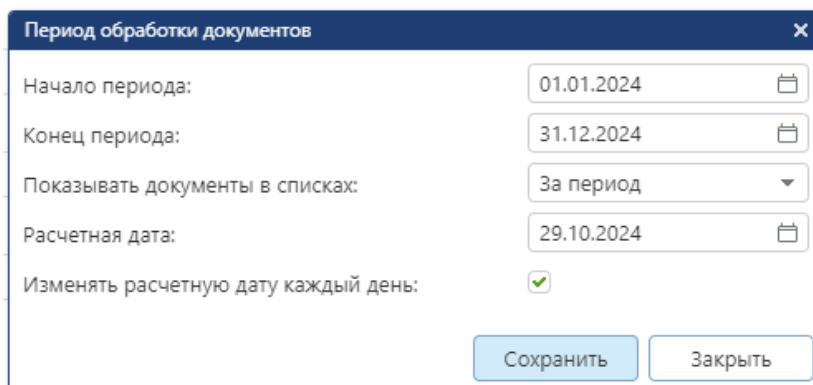 Период обработки документов
Начало периода: 01.01.2024
Конец периода: 31.12.2024
Показывать документы в списках: За период
Расчетная дата: 29.10.2024
Изменять расчетную дату каждый день:
Сохранить Закрыть